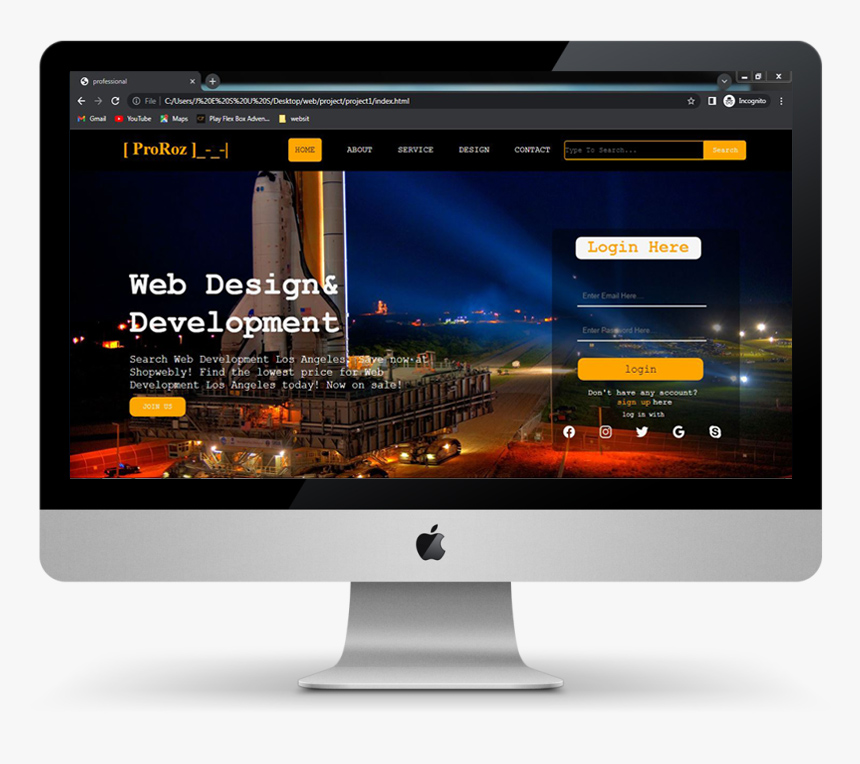 professional
File | C:/Users/J%20E%20S%20U%20S/Desktop/web/project/project1/index.html
Incognito
Gmail YouTube Maps Play Flex Box Adven... websit
[ ProRoz ]_-_-|
HOME ABOUT SERVICE DESIGN CONTACT
Type To Search... Search
Web Design&
Development
Search Web Development Los Angeles. Save now at
Shopwebly! Find the lowest price for Web
Development Los Angeles today! Now on sale!
JOIN US
Login Here
Enter Email Here...
Enter Password Here...
login
Don't have any account?
sign up here
log in with